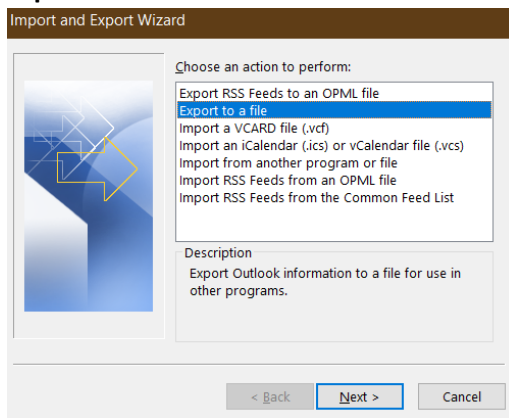 Import and Export Wizard
Choose an action to perform:
Export RSS Feeds to an OPML file
Export to a file
Import a VCARD file (.vcf)
Import an iCalendar (.ics) or vCalendar file (.vcs)
Import from another program or file
Import RSS Feeds from an OPML file
Import RSS Feeds from the Common Feed List
Description
Export Outlook information to a file for use in
other programs.
< Back Next > Cancel